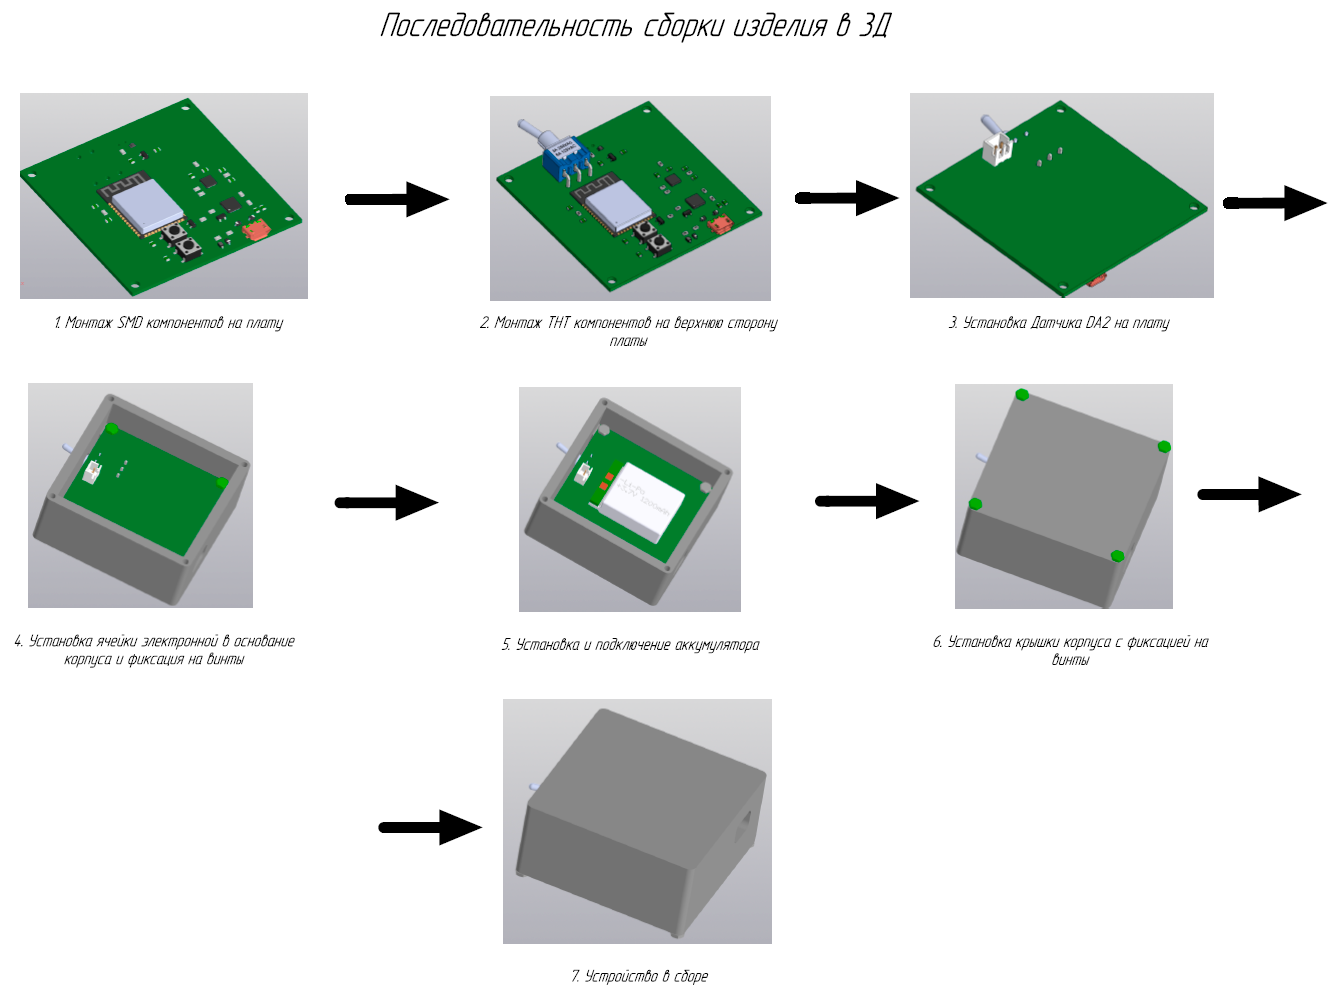 Последовательность сборки изделия в 3Д
1. Монтаж SMD компонентов на плату
2. Монтаж THT компонентов на верхнюю сторону
платы
3. Установка Датчика DA2 на плату
4. Установка ячейки электронной в основание
корпуса и фиксация на винты
5. Установка и подключение аккумулятора
6. Установка крышки корпуса с фиксацией на
винты
7. Устройство в сборе